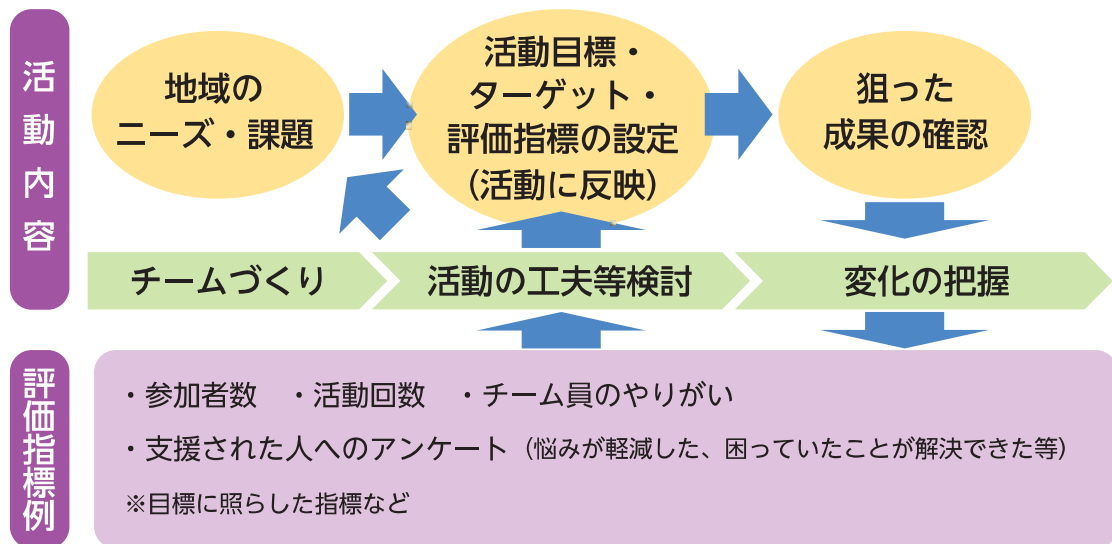 活動内容
地域の
ニーズ・課題
活動目標・
ターゲット・
評価指標の設定
(活動に反映)
狙った
成果の確認
チームづくり
活動の工夫等検討
変化の把握
評価指標例
・参加者数　・活動回数　・チーム員のやりがい
・支援された人へのアンケート（悩みが軽減した、困っていたことが解決できた等）
※目標に照らした指標など